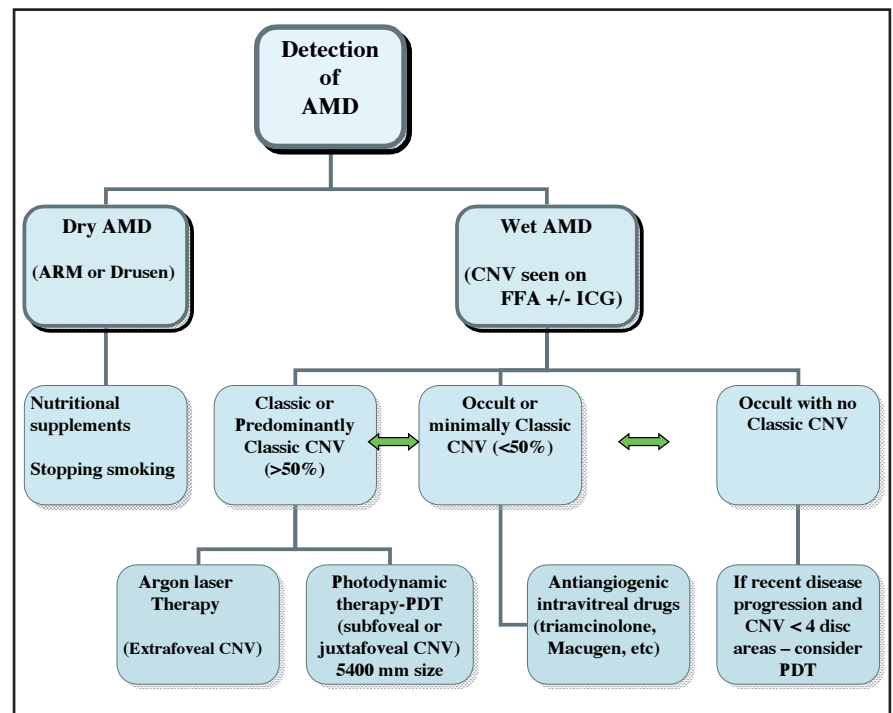 Detection
of
AMD
Dry AMD
(ARM or Drusen)
Wet AMD
(CNV seen on
FFA +/- ICG)
Nutritional
supplements
Stopping smoking
Classic or
Predominantly
Classic CNV
(>50%)
Occult or
minimally Classic
CNV (<50%)
Occult with no
Classic CNV
Argon laser
Therapy
(Extrafoveal CNV)
Photodynamic
therapy-PDT
(subfoveal or
juxtafoveal CNV)
5400 mm size
Antiangiogenic
intravitreal drugs
(triamcinolone,
Macugen, etc)
If recent disease
progression and
CNV < 4 disc
areas – consider
PDT